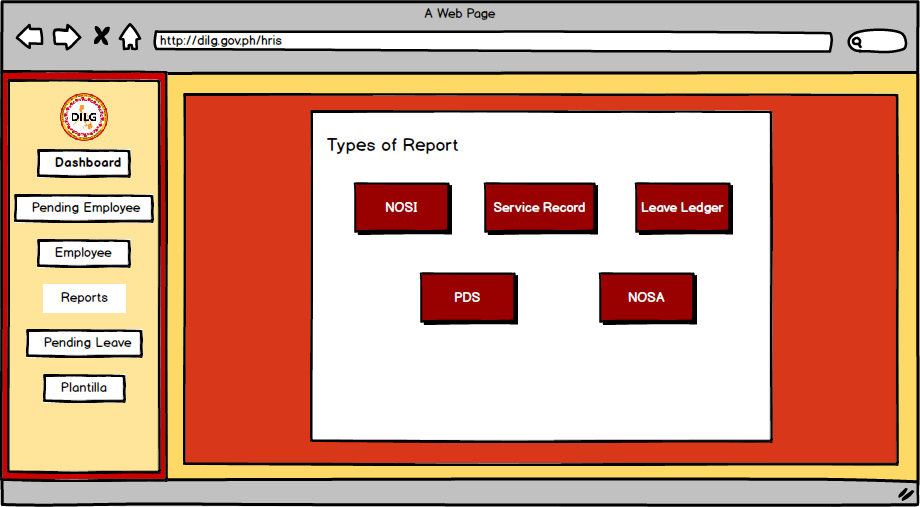 A Web Page
http://dilg.gov.ph/hris
DILG
Dashboard
Pending Employee
Employee
Reports
Pending Leave
Plantilla
Types of Report
NOSI
Service Record
Leave Ledger
PDS
NOSA